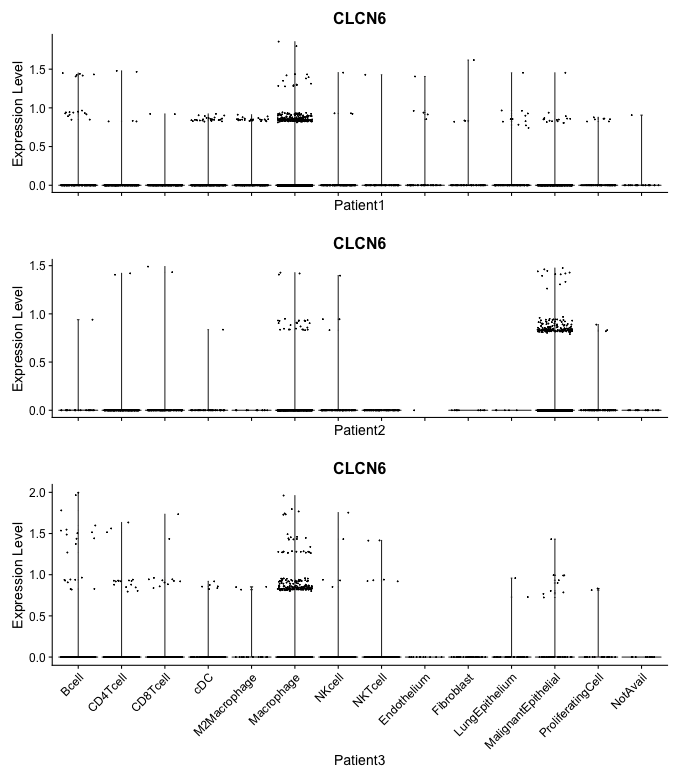 CLCN6
Expression Level
1.5
1.0
0.5
0.0
Patient1
CLCN6
Expression Level
1.5
1.0
0.5
0.0
Patient2
CLCN6
Expression Level
2.0
1.5
1.0
0.5
0.0
Bcell
CD4Tcell
CD8Tcell
cDC
M2Macrophage
Macrophage
NKcell
NKTcell
Endothelium
Fibroblast
LungEpithelium
MalignantEpithelial
ProliferatingCell
NotAvail
Patient3